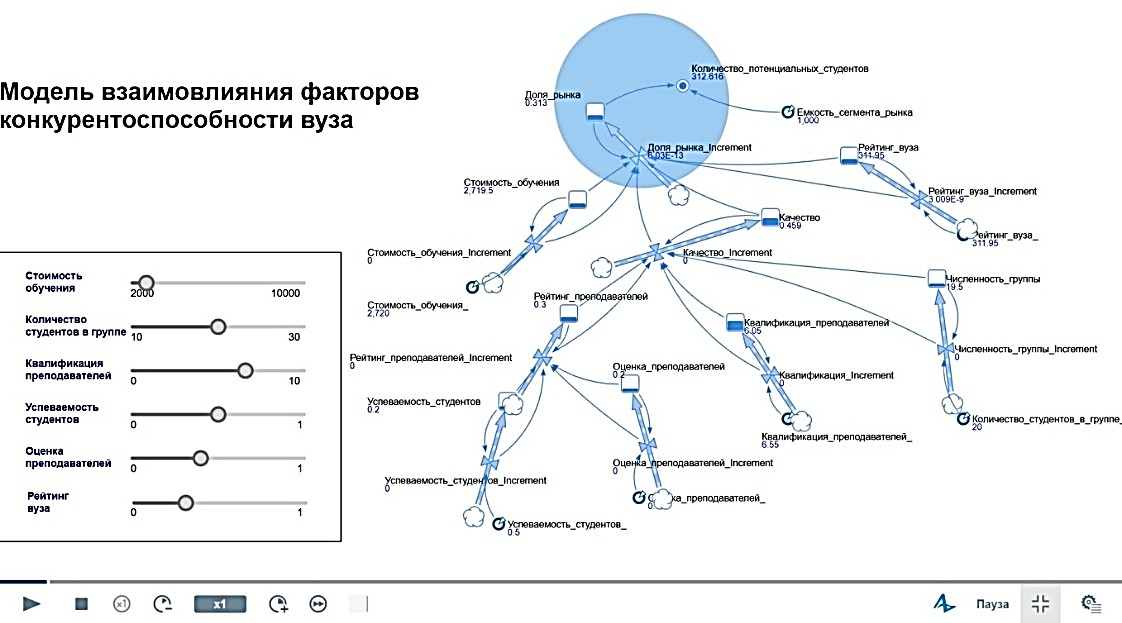 Модель взаимовлияния факторов
конкурентоспособности вуза
Количество_потенциальных_студентов
312.616
Доля_рынка
0.313
Емкость_сегмента_рынка
1,000
Доля_рынка_Increment
6.03E-13
Рейтинг_вуза
311.95
Стоимость_обучения
2,719.5
Рейтинг_вуза_Increment
3.009E-9
Качество
0.459
Рейтинг_вуза_
311.95
Стоимость_обучения_Increment
0
Качество_Increment
0
Численность_группы
19.5
Стоимость_обучения_
2,720
Рейтинг_преподавателей
0.3
Квалификация_преподавателей
6.05
Рейтинг_преподавателей_Increment
0
Численность_группы_Increment
0
Оценка_преподавателей
0.2
Квалификация_Increment
0
Успеваемость_студентов
0.2
Количество_студентов_в_группе_
20
Квалификация_преподавателей_
6.55
Оценка_преподавателей_Increment
0
Успеваемость_студентов_Increment
0
ка_преподавателей_
Успеваемость_студентов_
0.5
Стоимость
обучения
2000 10000
Количество
студентов в группе
10 30
Квалификация
преподавателей
0 10
Успеваемость
студентов
0 1
Оценка
преподавателей
0 1
Рейтинг
вуза
0 1
x1 x1 Пауза